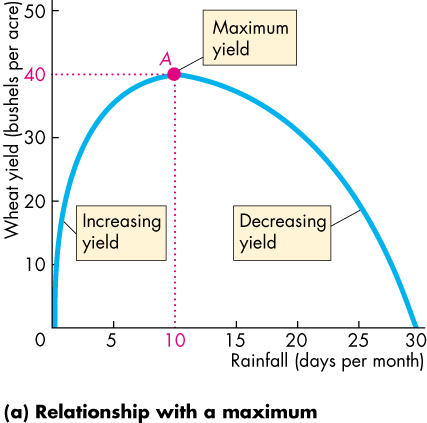 Wheat yield (bushels per acre)
50
40
30
20
10
0
A
Maximum
yield
Increasing
yield
Decreasing
yield
5
10
15
20
25
30
Rainfall (days per month)
(a) Relationship with a maximum